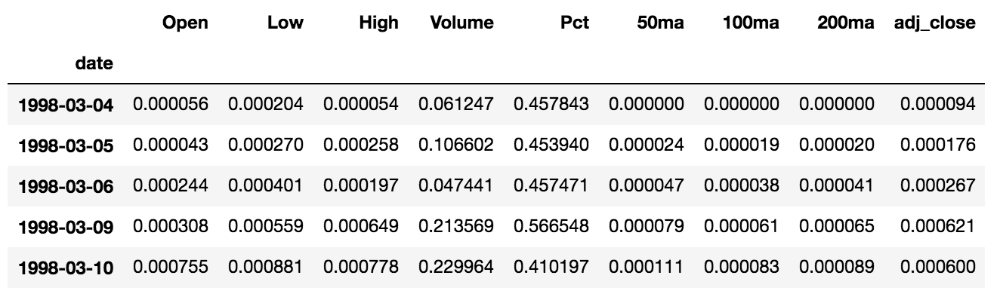 Open Low High Volume Pct 50ma 100ma 200ma adj_close
date
1998-03-04 0.000056 0.000204 0.000054 0.061247 0.457843 0.000000 0.000000 0.000000 0.000094
1998-03-05 0.000043 0.000270 0.000258 0.106602 0.453940 0.000024 0.000019 0.000020 0.000176
1998-03-06 0.000244 0.000401 0.000197 0.047441 0.457471 0.000047 0.000038 0.000041 0.000267
1998-03-09 0.000308 0.000559 0.000649 0.213569 0.566548 0.000079 0.000061 0.000065 0.000621
1998-03-10 0.000755 0.000881 0.000778 0.229964 0.410197 0.000111 0.000083 0.000089 0.000600